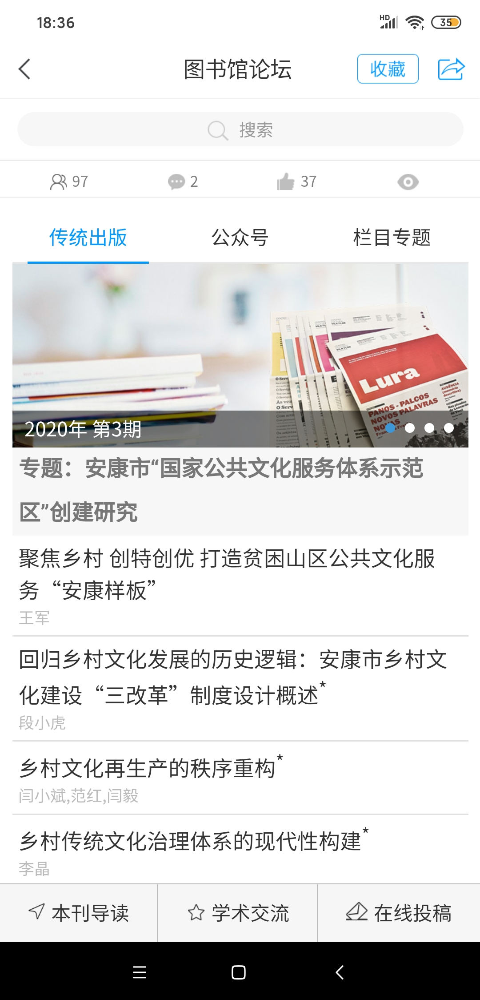 18:36
HD
35
图书馆论坛
收藏
搜索
97
2
37
传统出版
公众号
栏目专题
Lura
PANOS - PALCOS
NOVOS PALAVRAS
AUSÊNCIA
(memória
descritiva)
O Serv
2020年 第3期
专题：安康市“国家公共文化服务体系示范
区”创建研究
聚焦乡村 创特创优 打造贫困山区公共文化服
务“安康样板”
王军
回归乡村文化发展的历史逻辑：安康市乡村文
化建设“三改革”制度设计概述*
段小虎
乡村文化再生产的秩序重构*
闫小斌,范红,闫毅
乡村传统文化治理体系的现代性构建*
李晶
本刊导读
学术交流
在线投稿